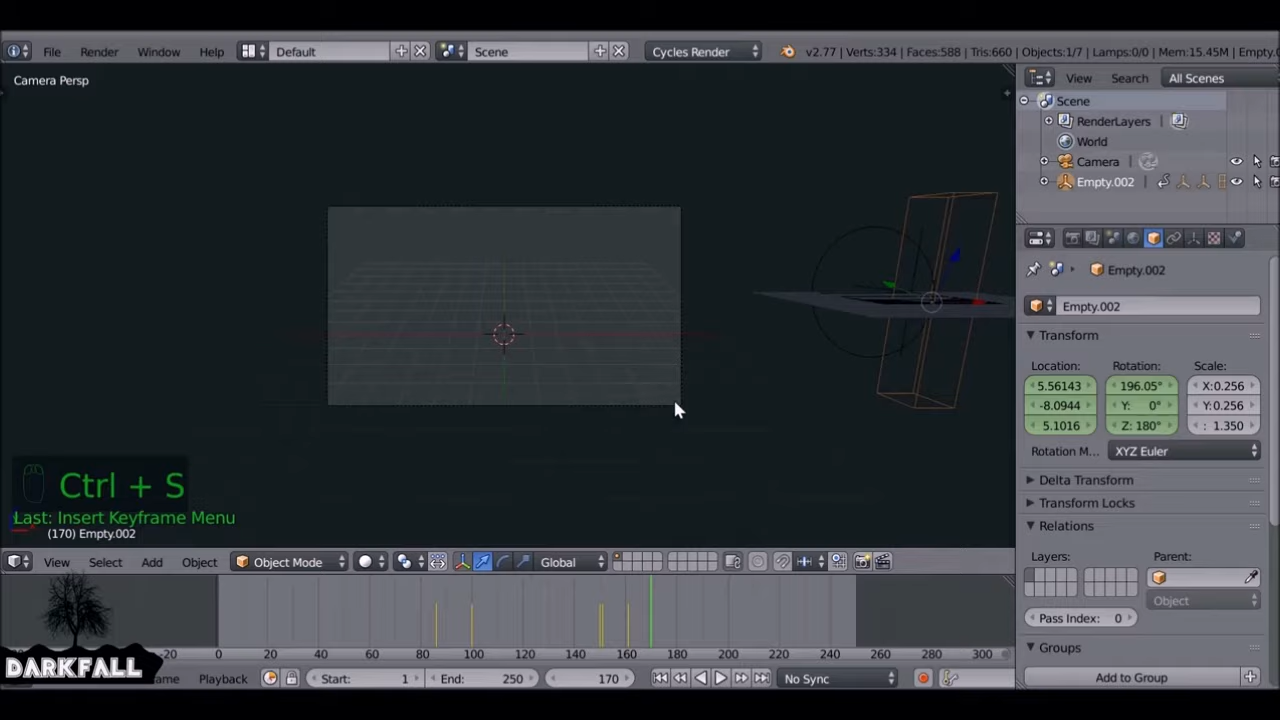 File Render Window Help Default Scene Cycles Render v2.77 | Verts:334 | Faces:588 | Tris:660 | Objects:1/7 | Lamps:0/0 | Mem:15.45M | Empty.0
Camera Persp
View Search All Scenes
Scene
RenderLayers
World
Camera
Empty.002
Empty.002
Empty.002
Transform
Location: Rotation: Scale:
5.56143 196.05° X:0.256
-8.0944 Y: 0° Y:0.256
5.1016 Z: 180° : 1.350
Rotation M... XYZ Euler
Delta Transform
Transform Locks
Relations
Layers: Parent:
Object
Pass Index: 0
Groups
Add to Group
Ctrl + S
Last: Insert Keyframe Menu
(170) Empty.002
View Select Add Object Object Mode Global
-20 0 20 40 60 80 100 120 140 160 180 200 220 240 260 280 300
DARKFALL
ame Playback Start: 1 End: 250 170 No Sync